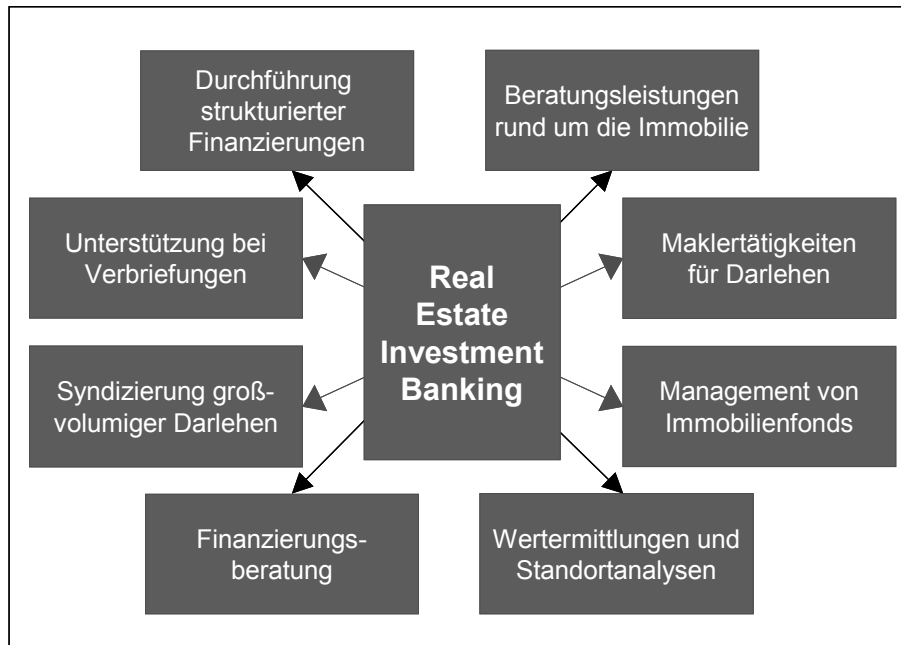 Durchführung
strukturierter
Finanzierungen
Beratungsleistungen
rund um die Immobilie
Unterstützung bei
Verbriefungen
Real
Estate
Investment
Banking
Maklertätigkeiten
für Darlehen
Syndizierung groß-
volumiger Darlehen
Management von
Immobilienfonds
Finanzierungs-
beratung
Wertermittlungen und
Standortanalysen